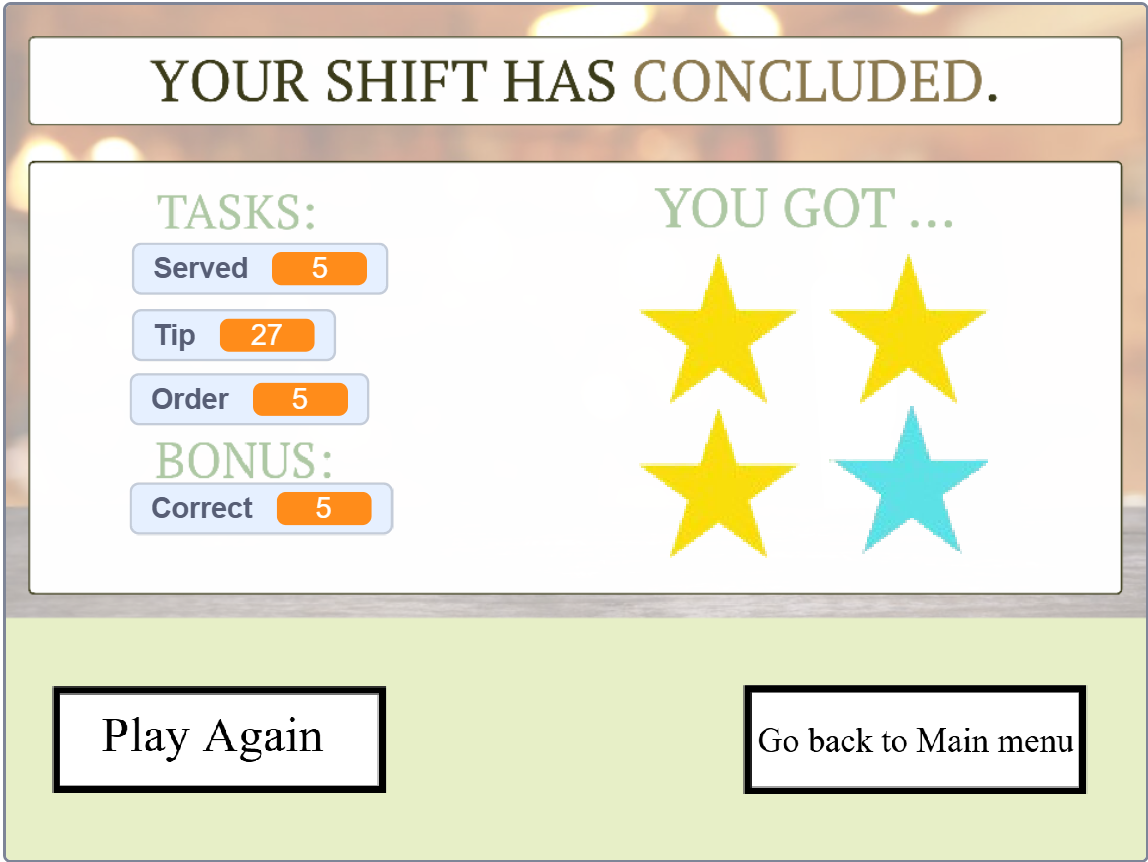 YOUR SHIFT HAS CONCLUDED.
TASKS:
Served 5
Tip 27
Order 5
BONUS:
Correct 5
YOU GOT ...
Play Again
Go back to Main menu